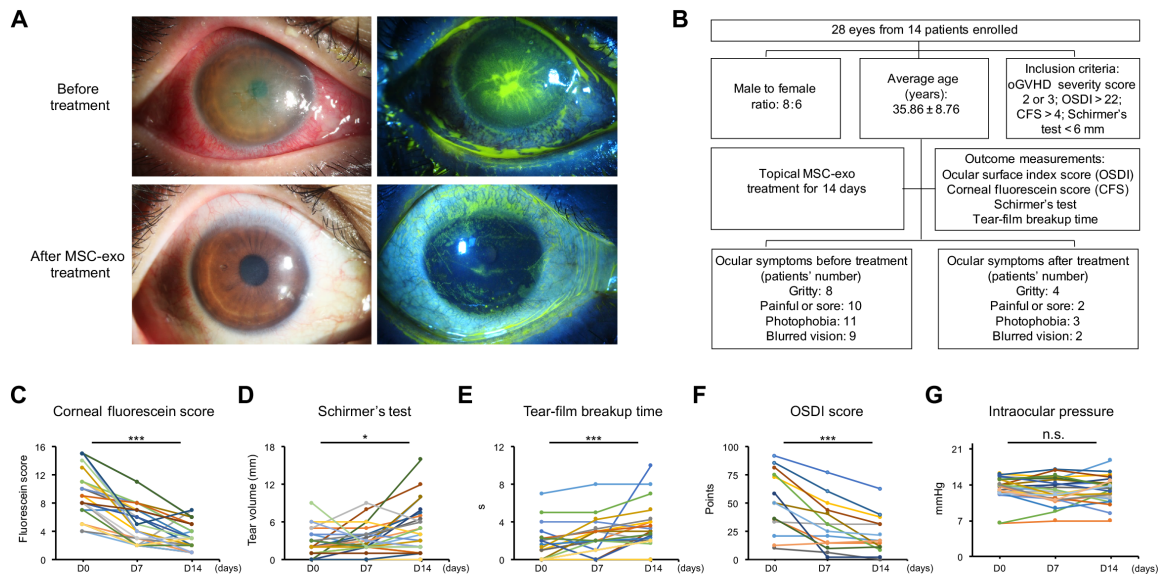 A
Before
treatment
After MSC-exo
treatment
B
28 eyes from 14 patients enrolled
Male to female
ratio: 8:6
Average age
(years):
35.86 ± 8.76
Inclusion criteria:
oGVHD severity score
2 or 3; OSDI > 22;
CFS > 4; Schirmer's
test < 6 mm
Topical MSC-exo
treatment for 14 days
Outcome measurements:
Ocular surface index score (OSDI)
Corneal fluorescein score (CFS)
Schirmer's test
Tear-film breakup time
Ocular symptoms before treatment
(patients' number)
Gritty: 8
Painful or sore: 10
Photophobia: 11
Blurred vision: 9
Ocular symptoms after treatment
(patients' number)
Gritty: 4
Painful or sore: 2
Photophobia: 3
Blurred vision: 2
C
Corneal fluorescein score
***
Fluorescein score
16
12
8
4
0
D0 D7 D14 (days)
D
Schirmer's test
*
Tear volume (mm)
18
12
6
0
D0 D7 D14 (days)
E
Tear-film breakup time
***
s
12
8
4
0
D0 D7 D14 (days)
F
OSDI score
***
Points
100
75
50
25
0
D0 D7 D14 (days)
G
Intraocular pressure
n.s.
mmHg
21
14
7
0
D0 D7 D14 (days)